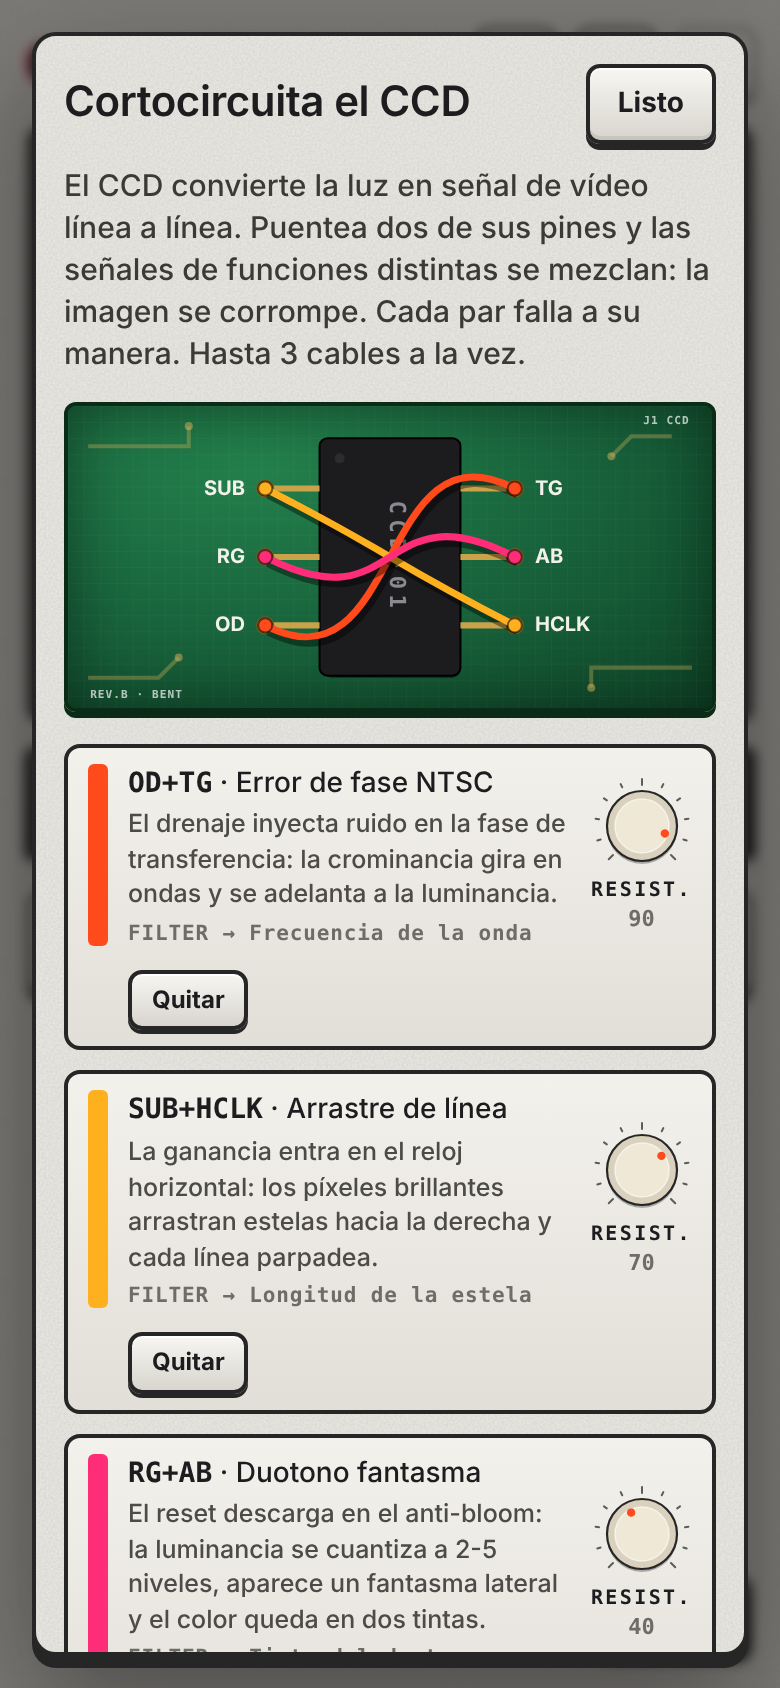 Cortocircuita el CCD
Listo
El CCD convierte la luz en señal de vídeo
línea a línea. Puentea dos de sus pines y las
señales de funciones distintas se mezclan: la
imagen se corrompe. Cada par falla a su
manera. Hasta 3 cables a la vez.
J1 CCD
SUB
TG
RG
AB
OD
HCLK
REV.B · BENT
OD+TG · Error de fase NTSC
El drenaje inyecta ruido en la fase de
transferencia: la crominancia gira en
ondas y se adelanta a la luminancia.
FILTER → Frecuencia de la onda
RESIST.
90
Quitar
SUB+HCLK · Arrastre de línea
La ganancia entra en el reloj
horizontal: los píxeles brillantes
arrastran estelas hacia la derecha y
cada línea parpadea.
FILTER → Longitud de la estela
RESIST.
70
Quitar
RG+AB · Duotono fantasma
El reset descarga en el anti-bloom:
la luminancia se cuantiza a 2-5
niveles, aparece un fantasma lateral
y el color queda en dos tintas.
RESIST.
40